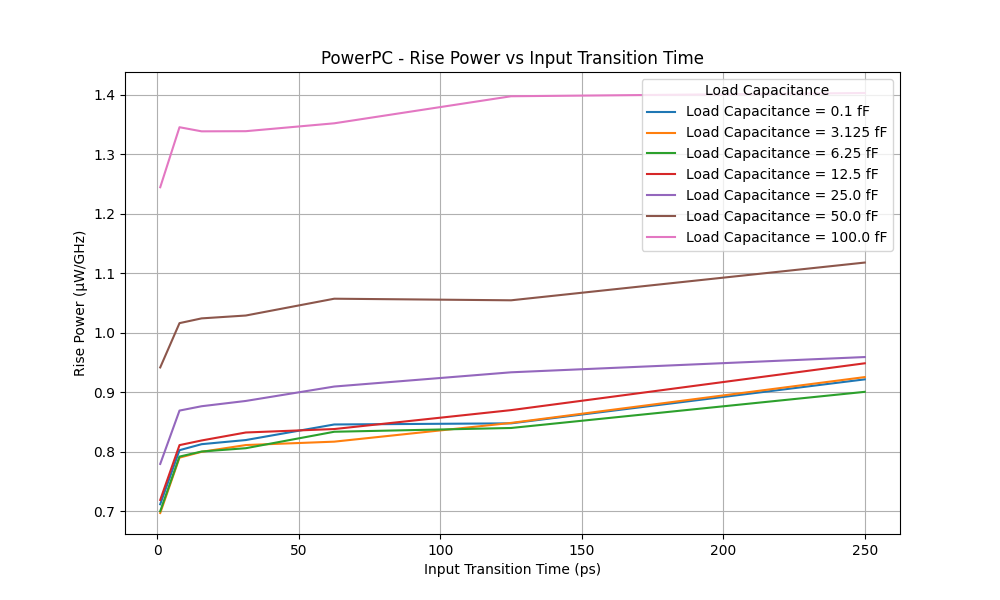 PowerPC - Rise Power vs Input Transition Time
Rise Power (μW/GHz)
1.4
1.3
1.2
1.1
1.0
0.9
0.8
0.7
Load Capacitance
Load Capacitance = 0.1 fF
Load Capacitance = 3.125 fF
Load Capacitance = 6.25 fF
Load Capacitance = 12.5 fF
Load Capacitance = 25.0 fF
Load Capacitance = 50.0 fF
Load Capacitance = 100.0 fF
0 50 100 150 200 250
Input Transition Time (ps)